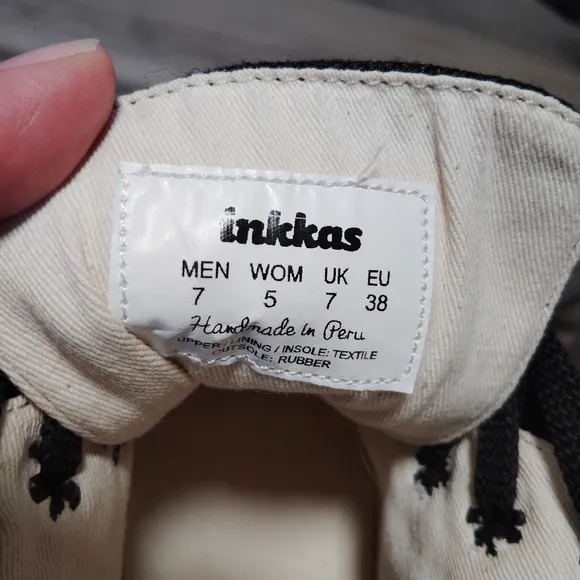 inkkas
MEN WOM UK EU
7 5 7 38
Handmade in Peru
UPPER / LINING / INSOLE: TEXTILE
OUTSOLE: RUBBER